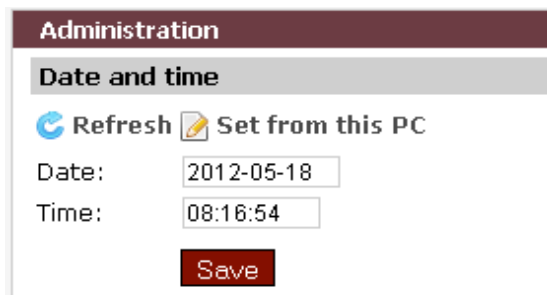 Administration
Date and time
Refresh Set from this PC
Date: 2012-05-18
Time: 08:16:54
Save